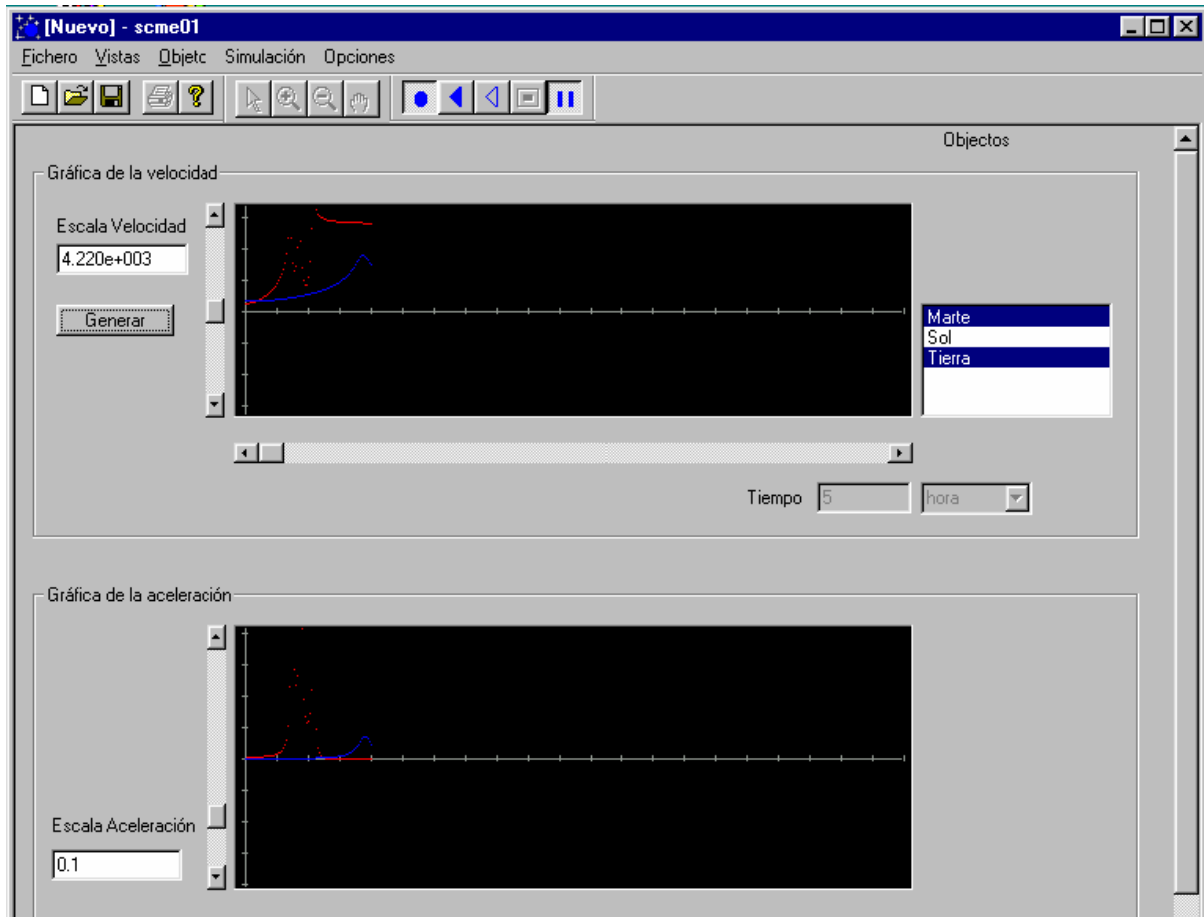 [Nuevo] - scme01
Fichero Vistas Objetc Simulación Opciones
Objectos
Gráfica de la velocidad
Escala Velocidad
4.220e+003
Generar
Marte
Sol
Tierra
Tiempo 5 hora
Gráfica de la aceleración
Escala Aceleración
0.1